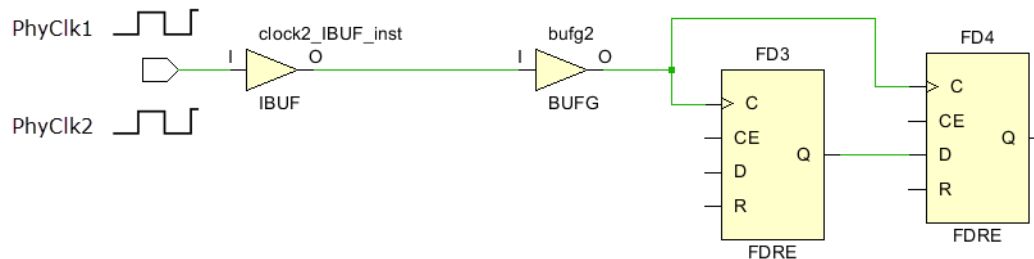 PhyClk1
clock2_IBUF_inst
bufg2
I
O
I
O
IBUF
BUFG
PhyClk2
FD3
C
CE
D
R
Q
FDRE
FD4
C
CE
D
R
Q
FDRE